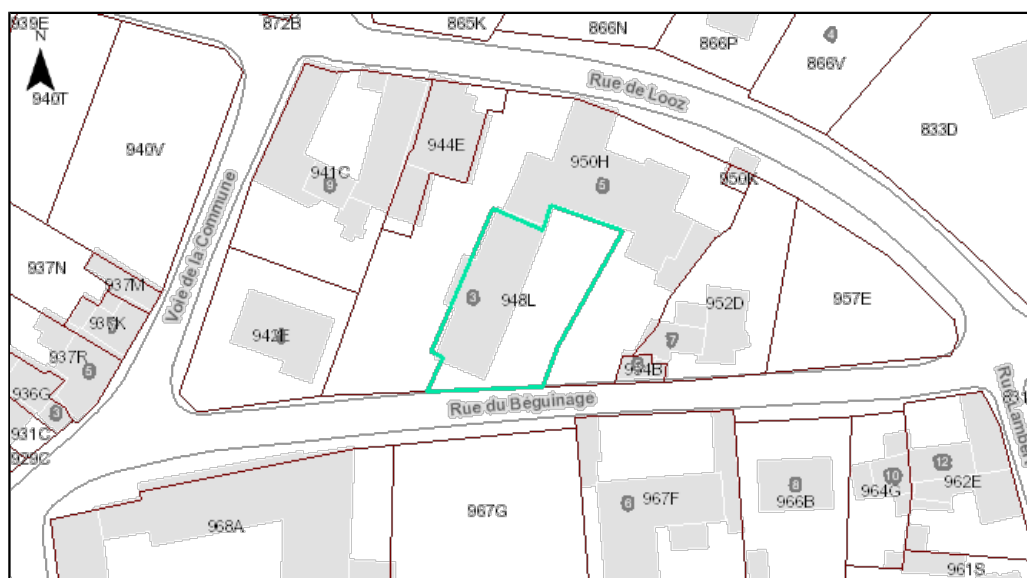 939E
872B
865K
866N
866P
4
866V
N
940T
940V
Rue de Looz
833D
944E
941C
9
950H
5
950K
Voie de la Commune
937N
937M
937R
5
936G
3
931C
929C
3
948L
952D
957E
7
Rue du Béguinage
968A
967G
6
967F
8
966B
10
964G
12
962E
961S